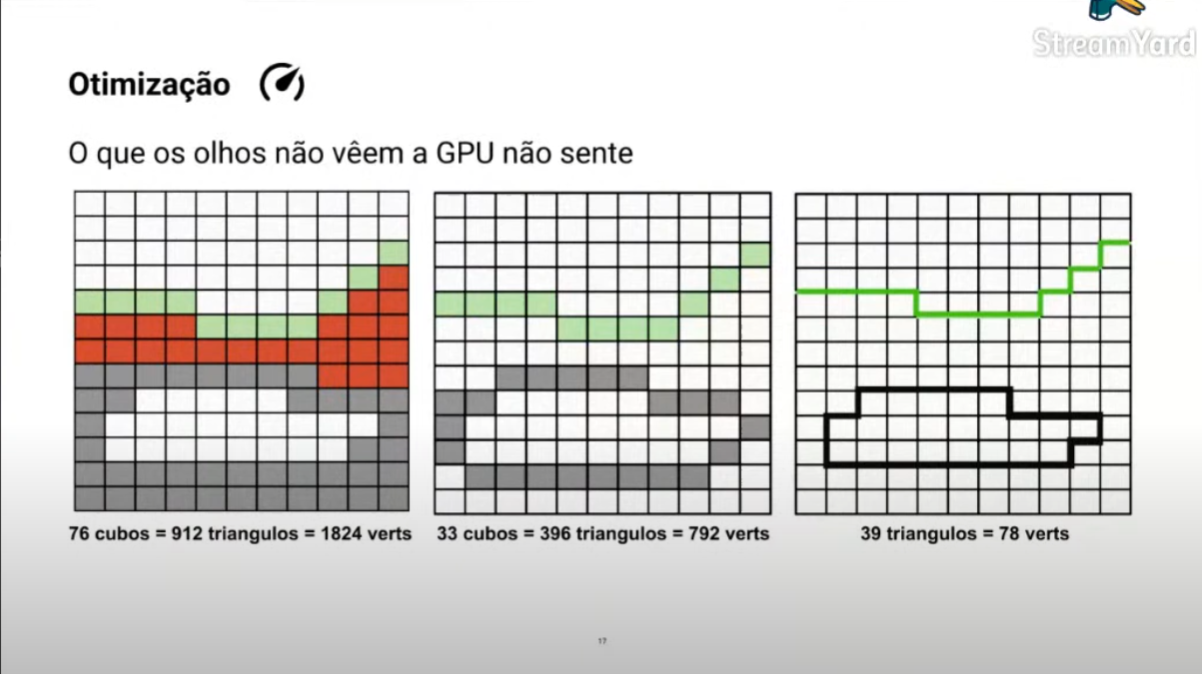 StreamYard
Otimização
O que os olhos não vêem a GPU não sente
76 cubos = 912 triangulos = 1824 verts
33 cubos = 396 triangulos = 792 verts
39 triangulos = 78 verts
17